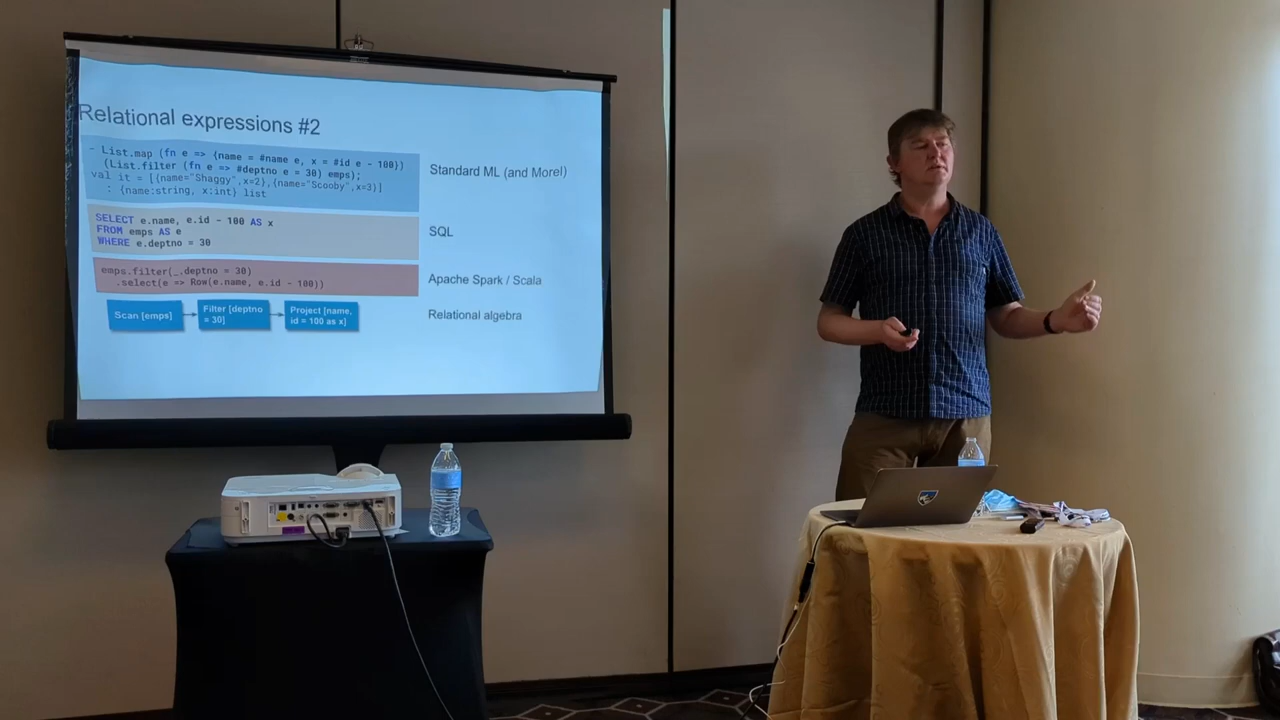 Relational expressions #2
- List.map (fn e => {name = #name e, x = #id e - 100})
(List.filter (fn e => #deptno e = 30) emps);
val it = [{name="Shaggy",x=2},{name="Scooby",x=3}]
: {name:string, x:int} list
Standard ML (and Morel)
SELECT e.name, e.id - 100 AS x
FROM emps AS e
WHERE e.deptno = 30
SQL
emps.filter(_.deptno = 30)
.select(e => Row(e.name, e.id - 100))
Apache Spark / Scala
Scan [emps]
Filter [deptno
= 30]
Project [name,
id = 100 as x]
Relational algebra